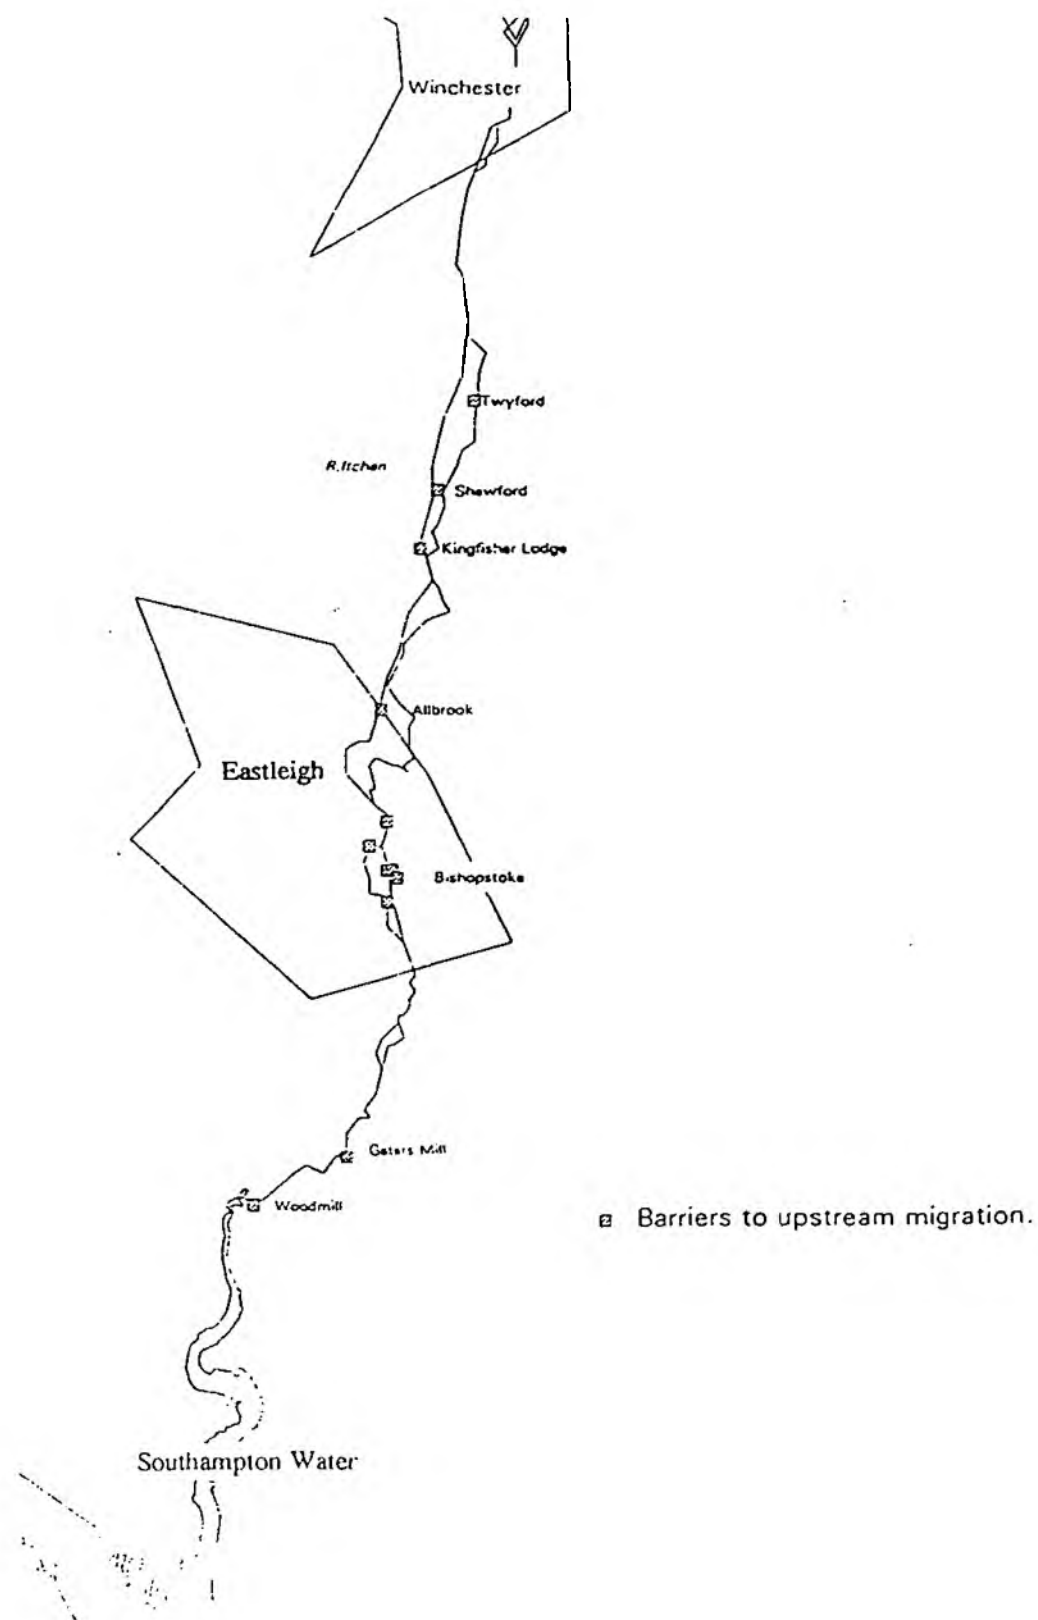 Winchester
Twyford
R.Itchen
Shawford
Kingfisher Lodge
Allbrook
Eastleigh
Bishopstoke
Gaters Mill
Woodmill
Barriers to upstream migration.
Southampton Water